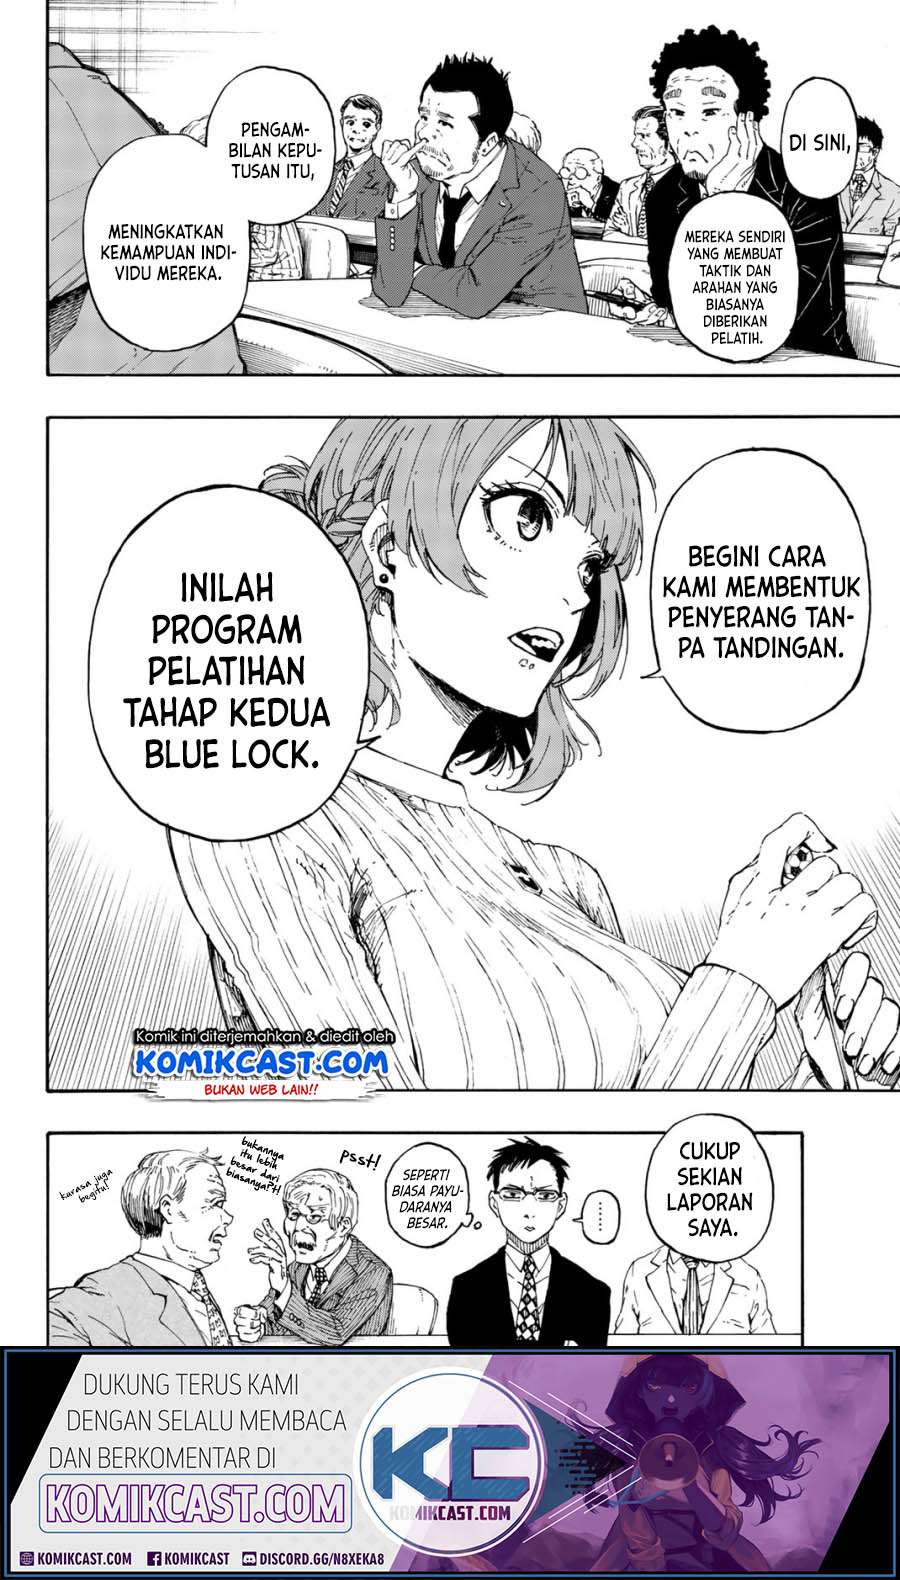 DI SINI,
MEREKA SENDIRI
YANG MEMBUAT
TAKTIK DAN
ARAHAN YANG
BIASANYA
DIBERIKAN
PELATIH.
PENGAM-
BILAN KEPU-
TUSAN ITU,
MENINGKATKAN
KEMAMPUAN INDI-
VIDU MEREKA.
BEGINI CARA
KAMI MEMBENTUK
PENYERANG TAN-
PA TANDINGAN.
INILAH
PROGRAM
PELATIHAN
TAHAP KEDUA
BLUE LOCK.
Komik ini diterjemahkan & diedit oleh
KOMIKCAST.COM
BUKAN WEB LAIN!!
CUKUP
SEKIAN
LAPORAN
SAYA.
......
SEPERTI
BIASA PAYU-
DARANYA
BESAR.
psst!
bukannya
itu lebih
besar dari
biasanya?!
kurasa juga
begitu!
DUKUNG TERUS KAMI
DENGAN SELALU MEMBACA
DAN BERKOMENTAR DI
KOMIKCAST.COM
KC
KOMIKCAST.COM
KOMIKCAST.COM
KOMIKCAST
DISCORD.GG/N8XEKA8